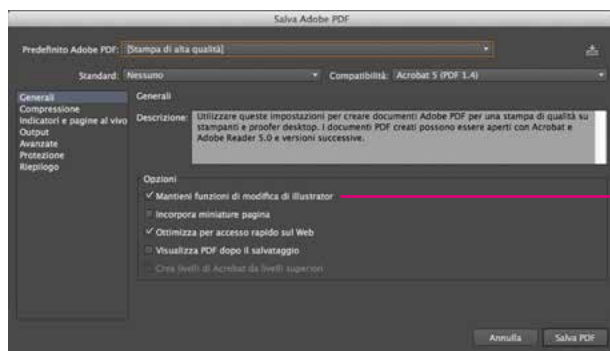 Salva Adobe PDF
Predefinito Adobe PDF: [Stampa di alta qualità]
Standard: Nessuno Compatibilità: Acrobat 5 (PDF 1.4)
Generali
Compressione
Indicatori e pagine al vivo
Output
Avanzate
Protezione
Riepilogo
Generali
Descrizione: Utilizzare queste impostazioni per creare documenti Adobe PDF per una stampa di qualità su
stampanti e proofer desktop. I documenti PDF creati possono essere aperti con Acrobat e
Adobe Reader 5.0 e versioni successive.
Opzioni
Mantieni funzioni di modifica di Illustrator
Incorpora miniature pagina
Ottimizza per accesso rapido sul Web
Visualizza PDF dopo il salvataggio
Crea livelli di Acrobat da livelli superiori
Annulla Salva PDF